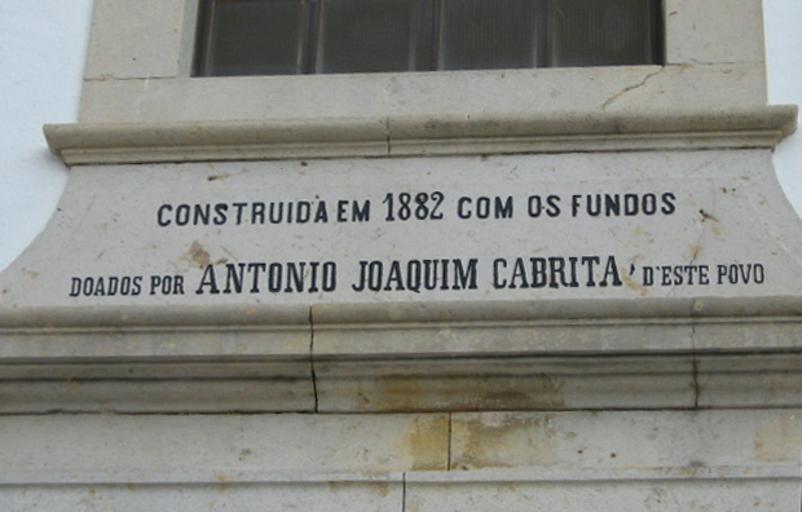 CONSTRUIDA EM 1882 COM OS FUNDOS
DOADOS POR ANTONIO JOAQUIM CABRITA, D'ESTE POVO